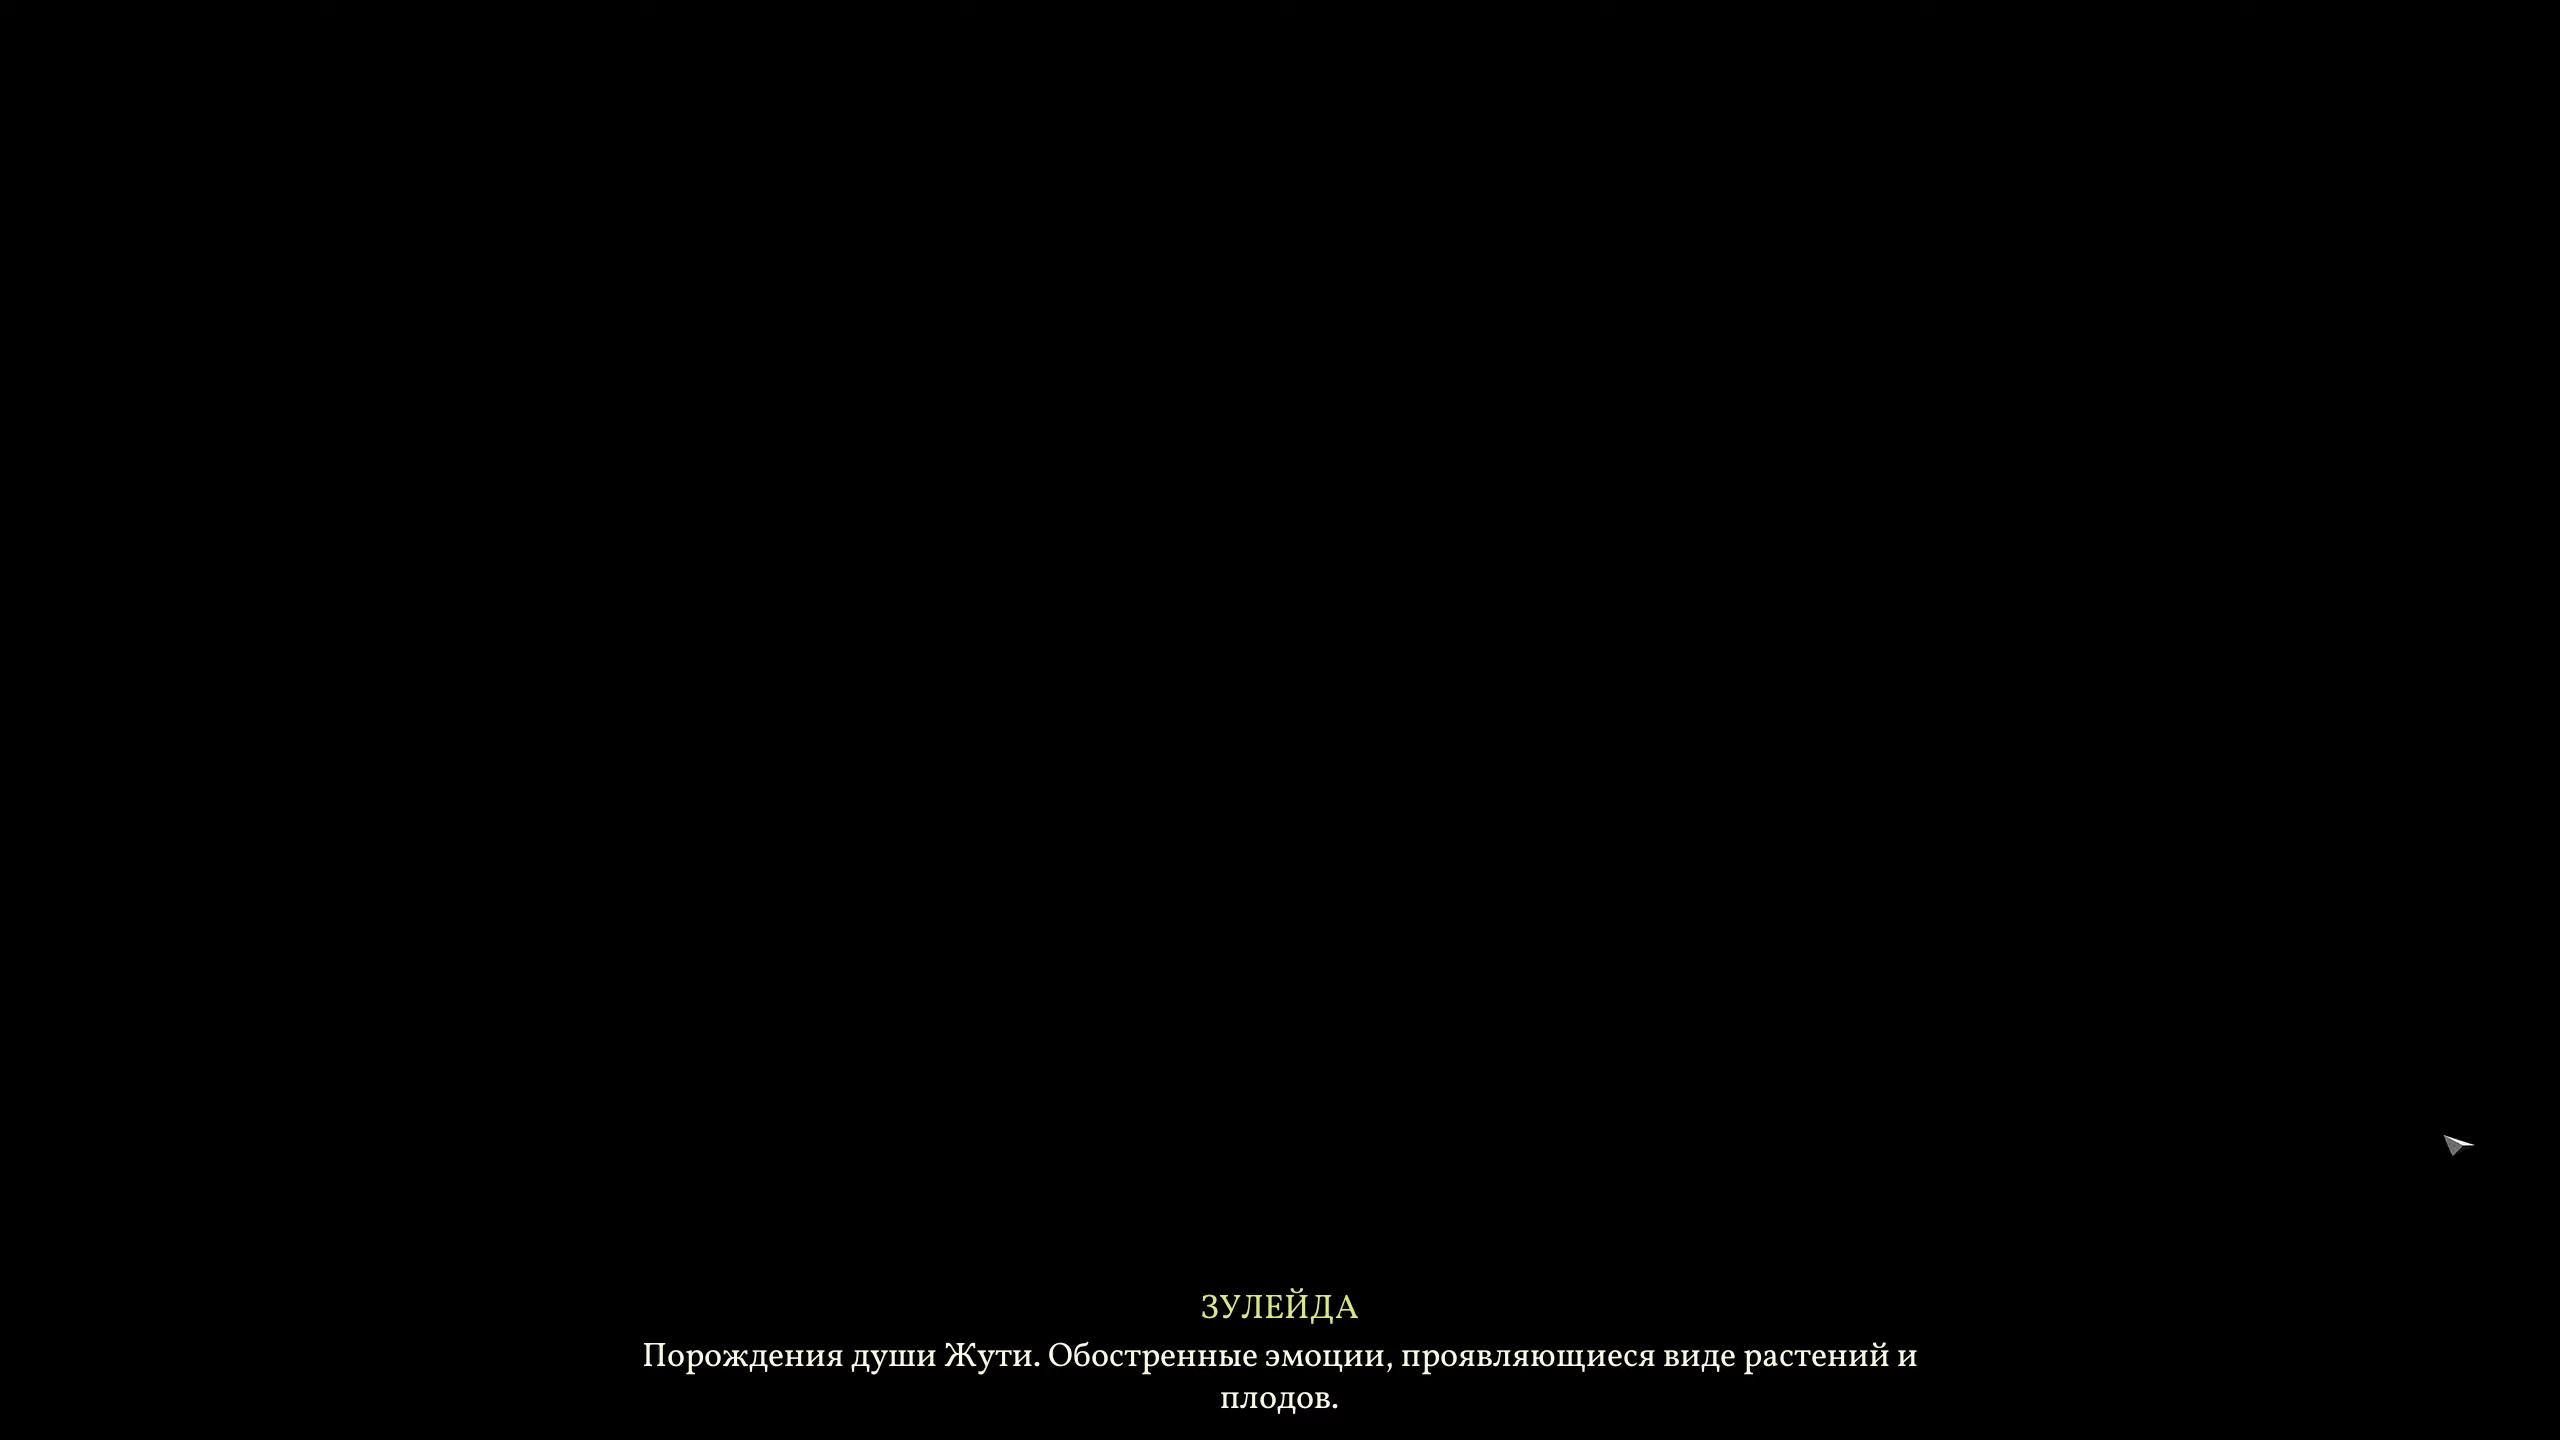 ЗУЛЕЙДА
Порождения души Жути. Обостренные эмоции, проявляющиеся виде растений и
плодов.